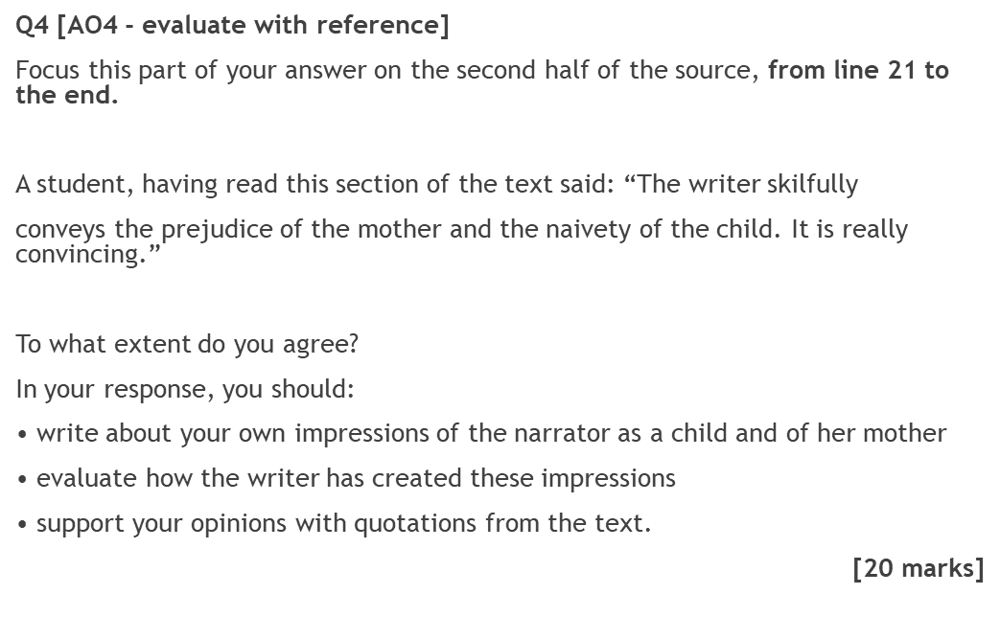 Q4 [AO4 - evaluate with reference]
Focus this part of your answer on the second half of the source, from line 21 to
the end.
A student, having read this section of the text said: “The writer skilfully
conveys the prejudice of the mother and the naivety of the child. It is really
convincing.”
To what extent do you agree?
In your response, you should:
• write about your own impressions of the narrator as a child and of her mother
• evaluate how the writer has created these impressions
• support your opinions with quotations from the text.
[20 marks]